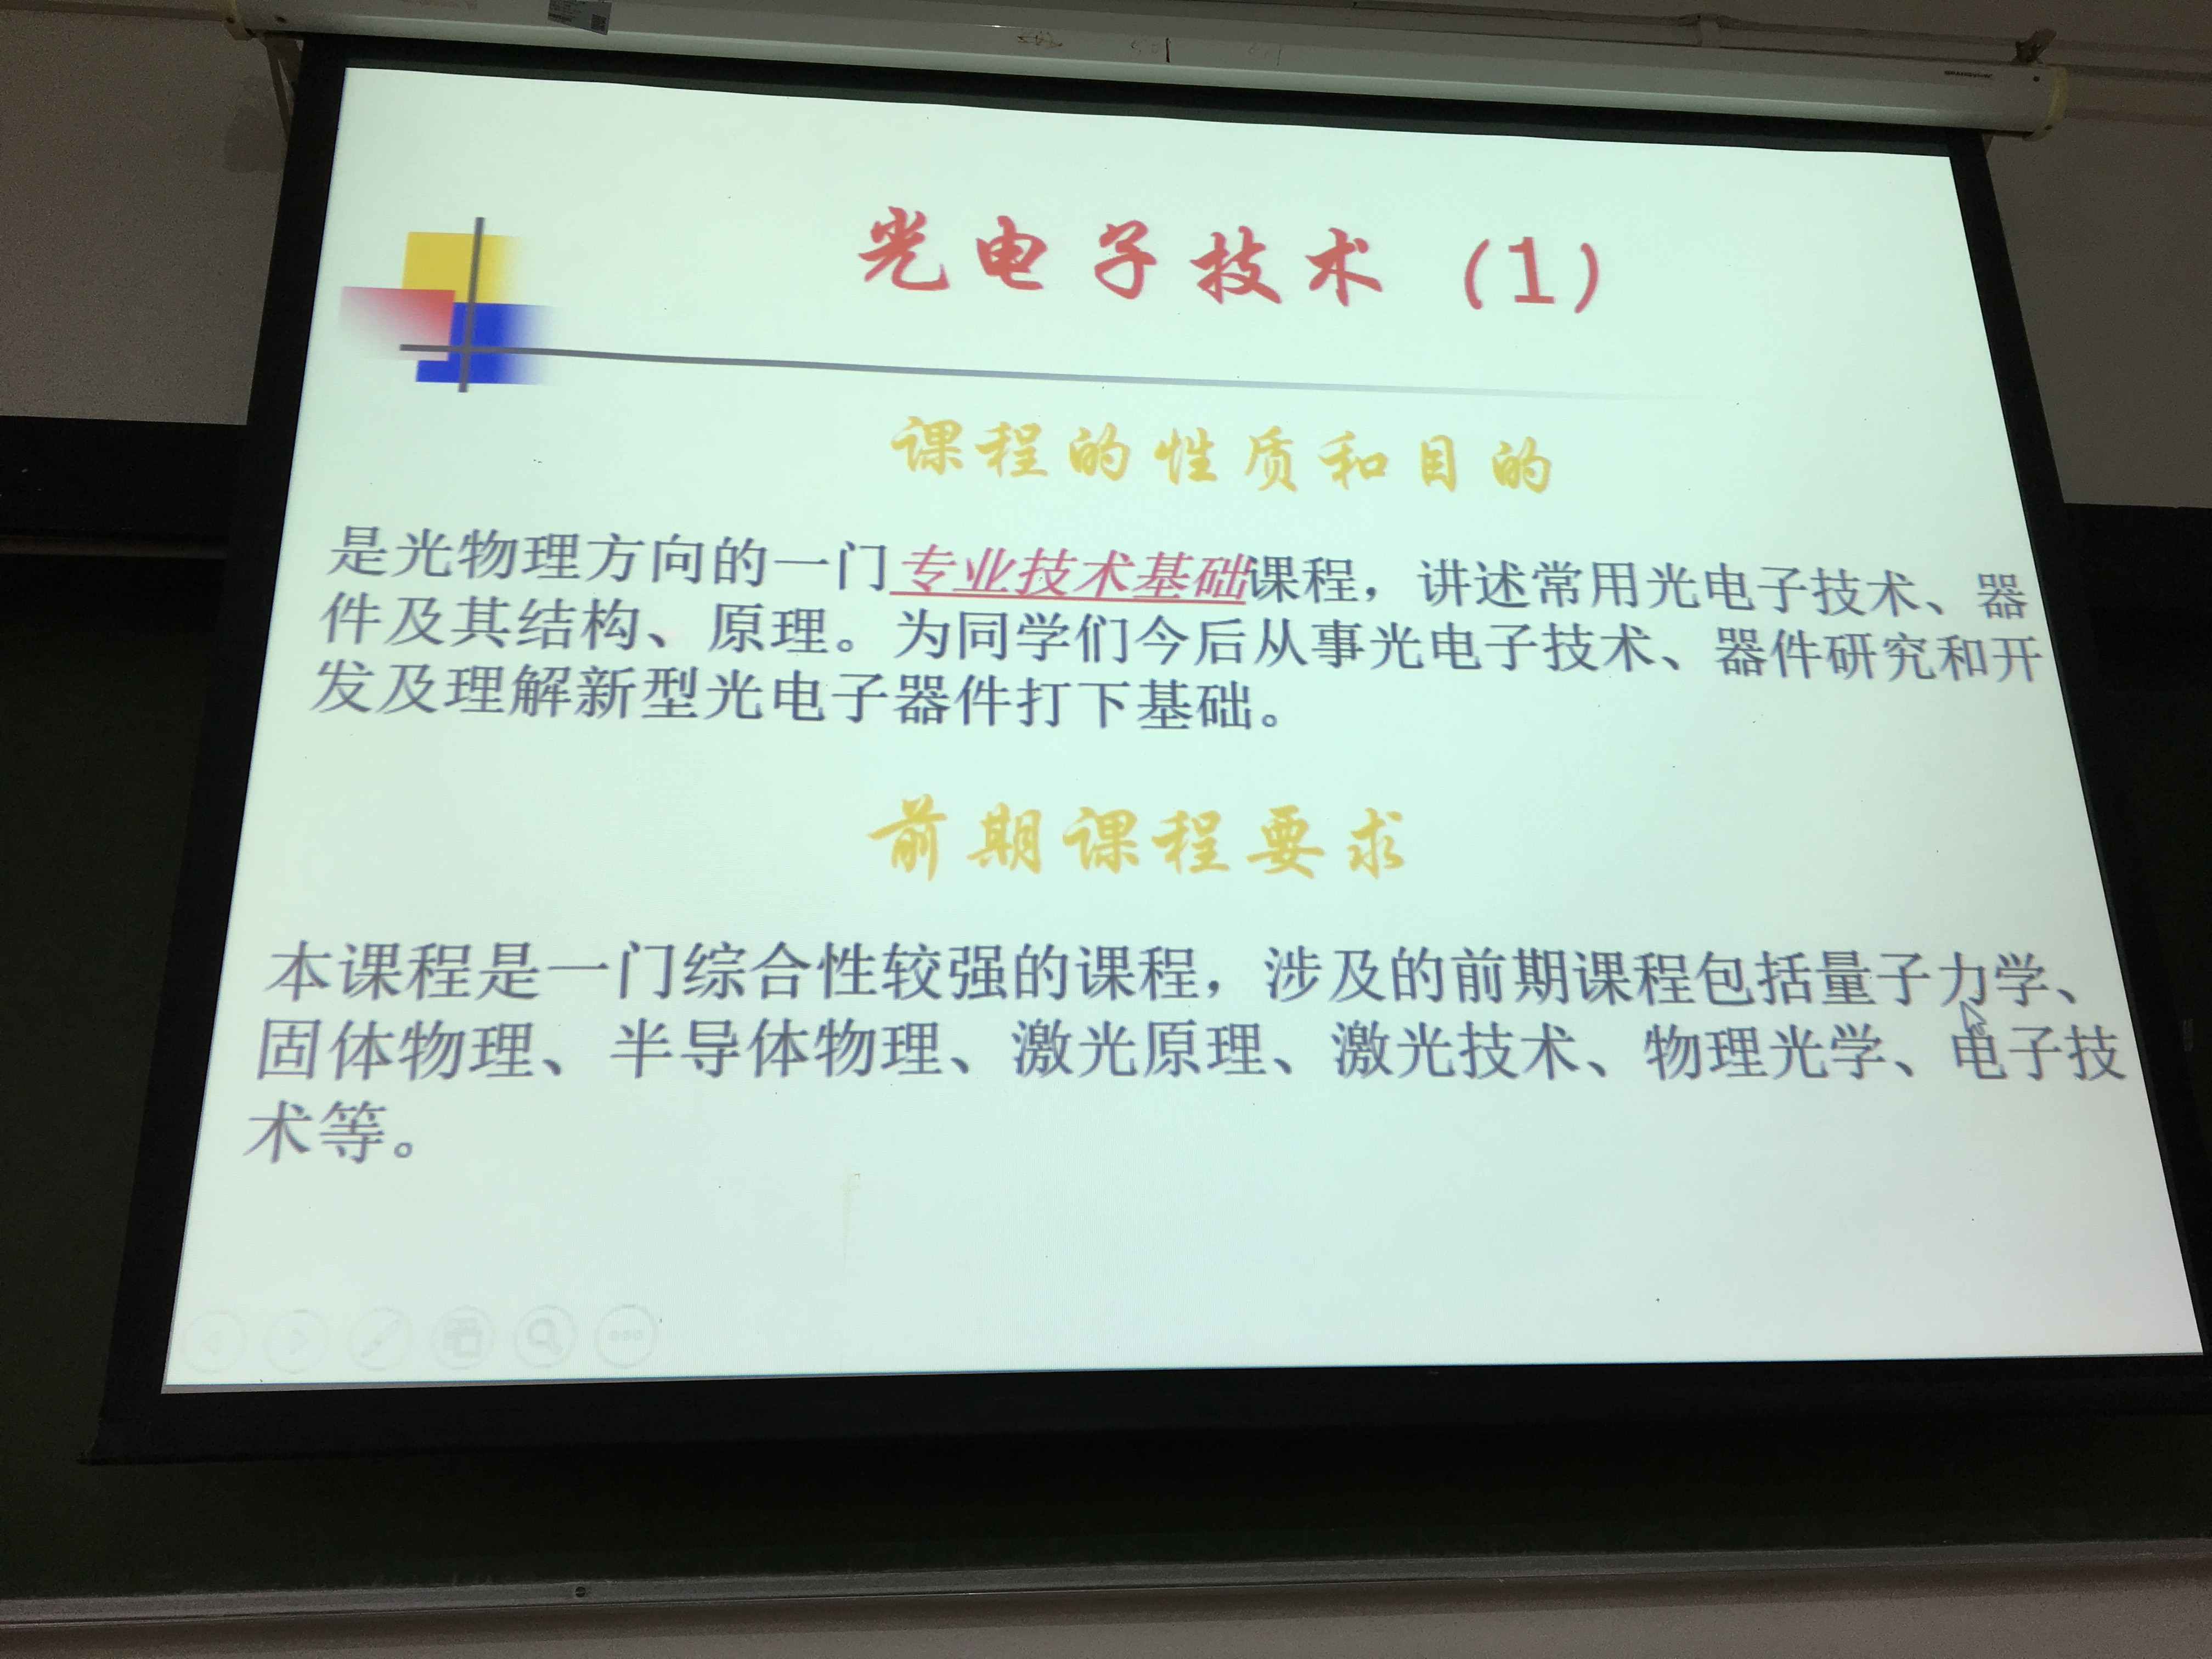 光电子技术（1）
课程的性质和目的
是光物理方向的一门专业技术基础课程，讲述常用光电子技术、器
件及其结构、原理。为同学们今后从事光电子技术、器件研究和开
发及理解新型光电子器件打下基础。
前期课程要求
本课程是一门综合性较强的课程，涉及的前期课程包括量子力学、
固体物理、半导体物理、激光原理、激光技术、物理光学、电子技
术等。